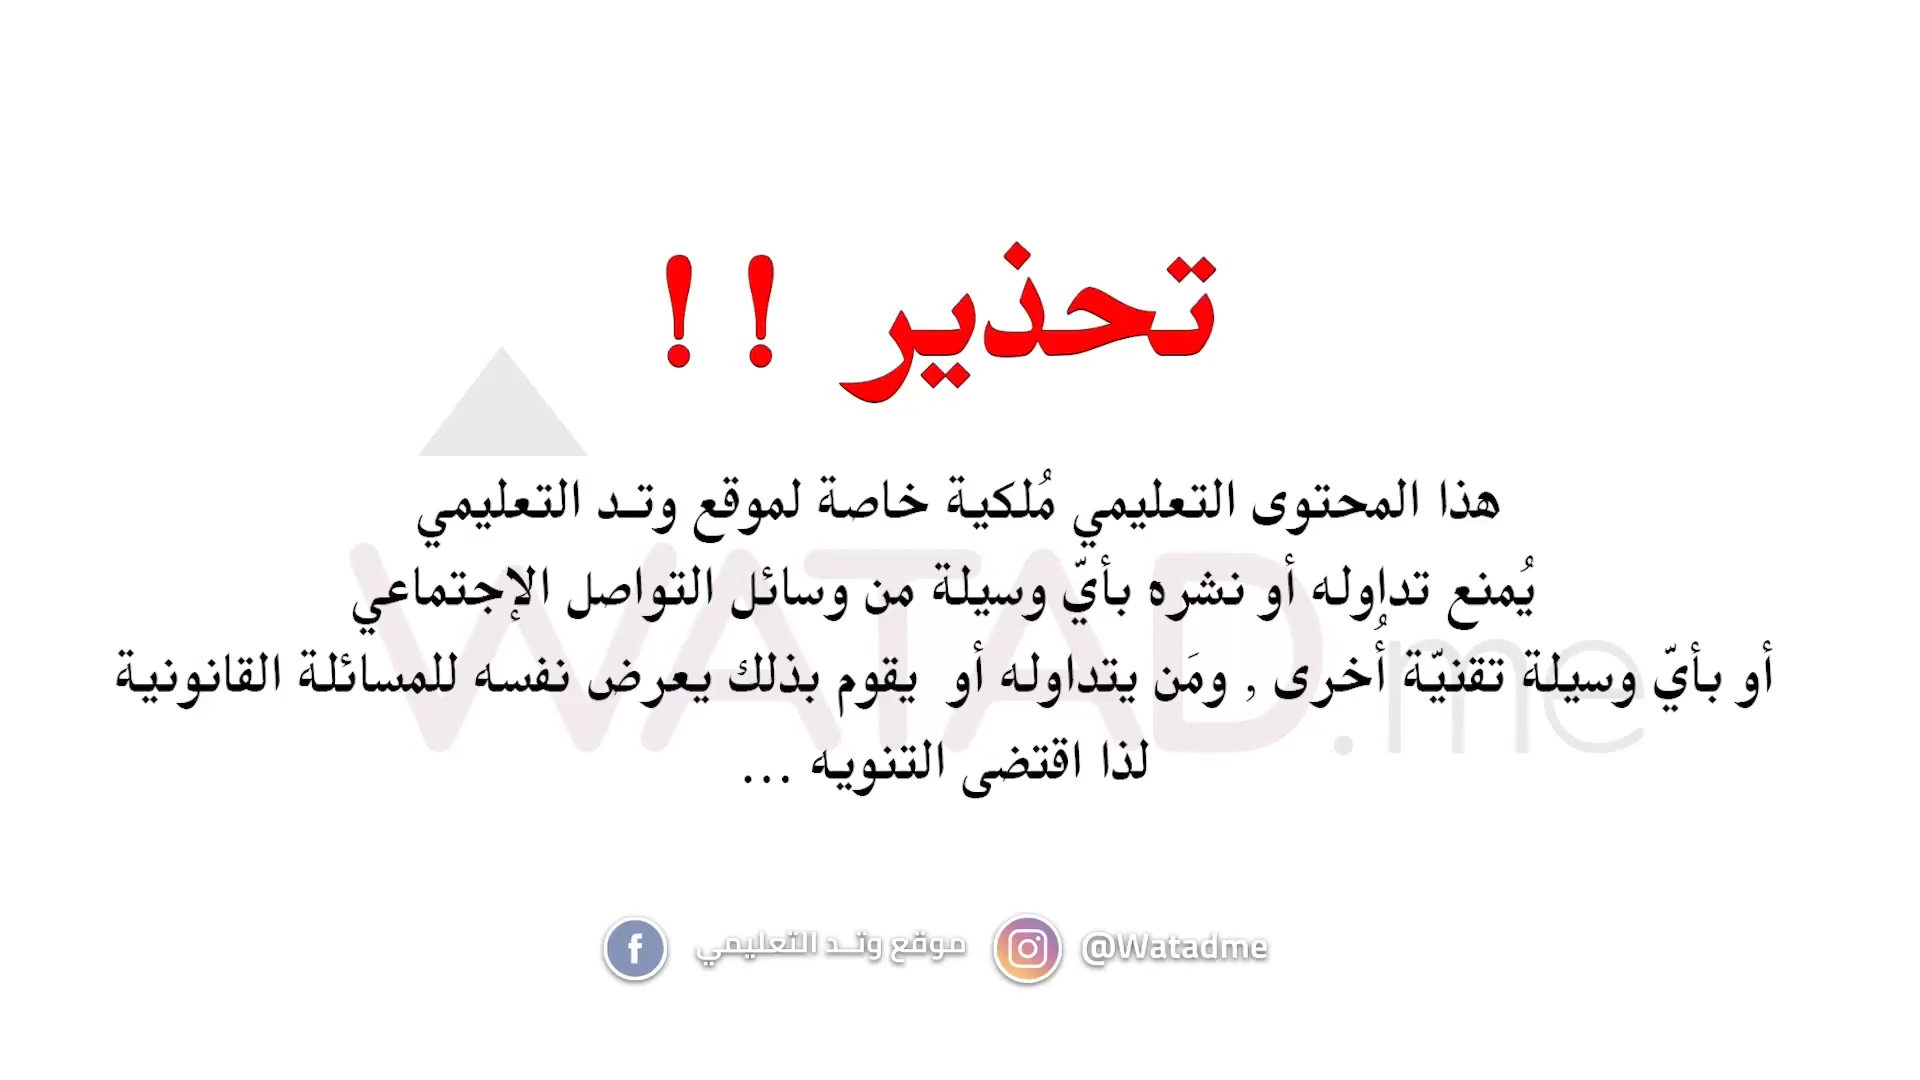 تحذير !!
هذا المحتوى التعليمي مُلكية خاصة لموقع وتـد التعليمي
يُمنع تداوله أو نشره بأيّ وسيلة من وسائل التواصل الإجتماعي
أو بأيّ وسيلة تقنيّة أُخرى , ومَن يتداوله أو يقوم بذلك يعرض نفسه للمسائلة القانونية
لذا اقتضى التنويه ...
WATAD.me
موقع وتـد التعليمي @Watadme